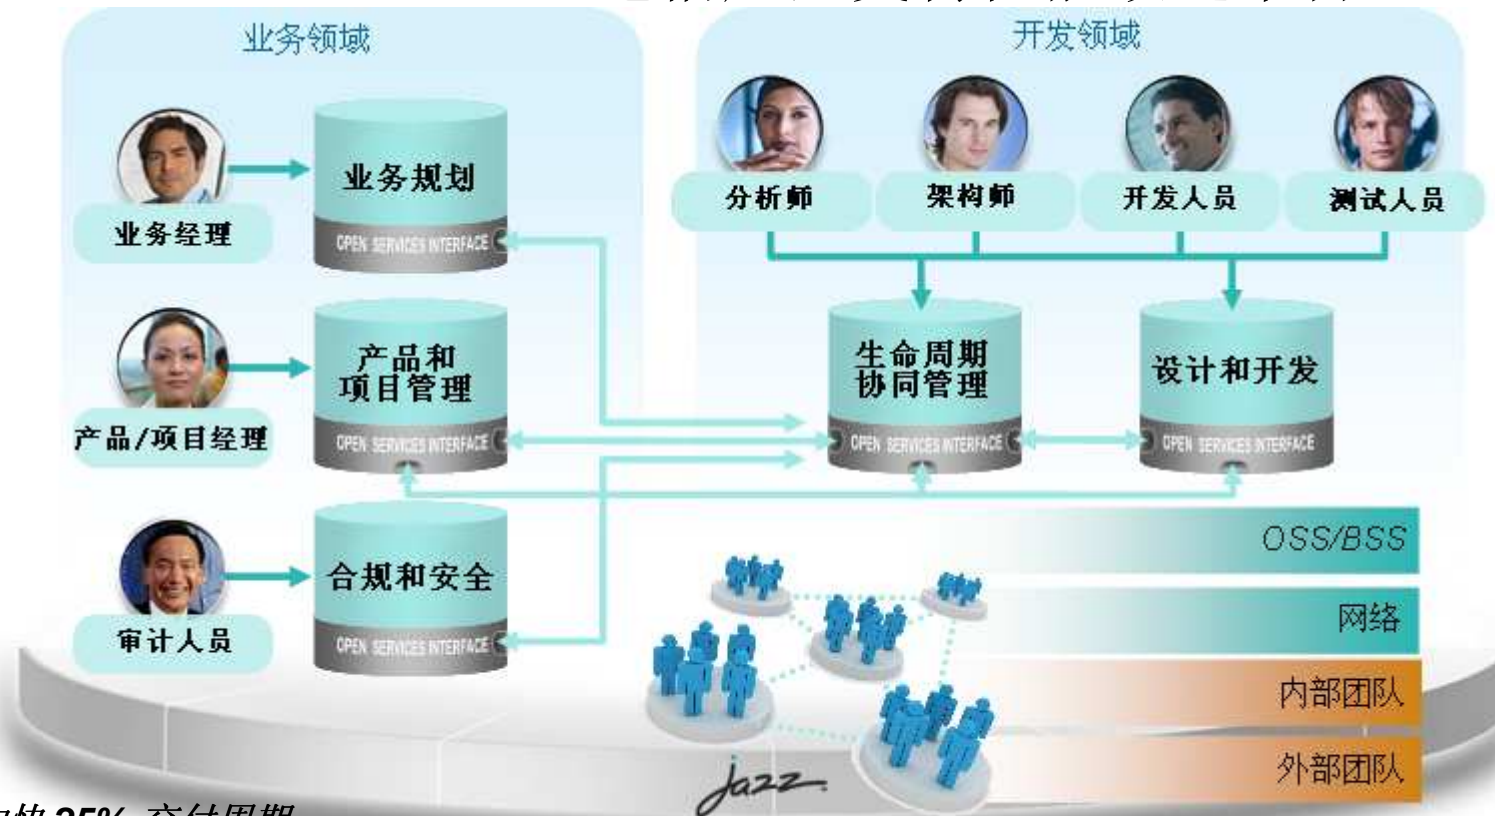 业务领域
开发领域
业务规划
OPEN SERVICES INTERFACE
业务经理
分析师
架构师
开发人员
测试人员
产品和
项目管理
OPEN SERVICES INTERFACE
产品/项目经理
生命周期
协同管理
OPEN SERVICES INTERFACE
设计和开发
OPEN SERVICES INTERFACE
合规和安全
OPEN SERVICES INTERFACE
审计人员
OSS/BSS
网络
内部团队
外部团队
jazz
交付周期